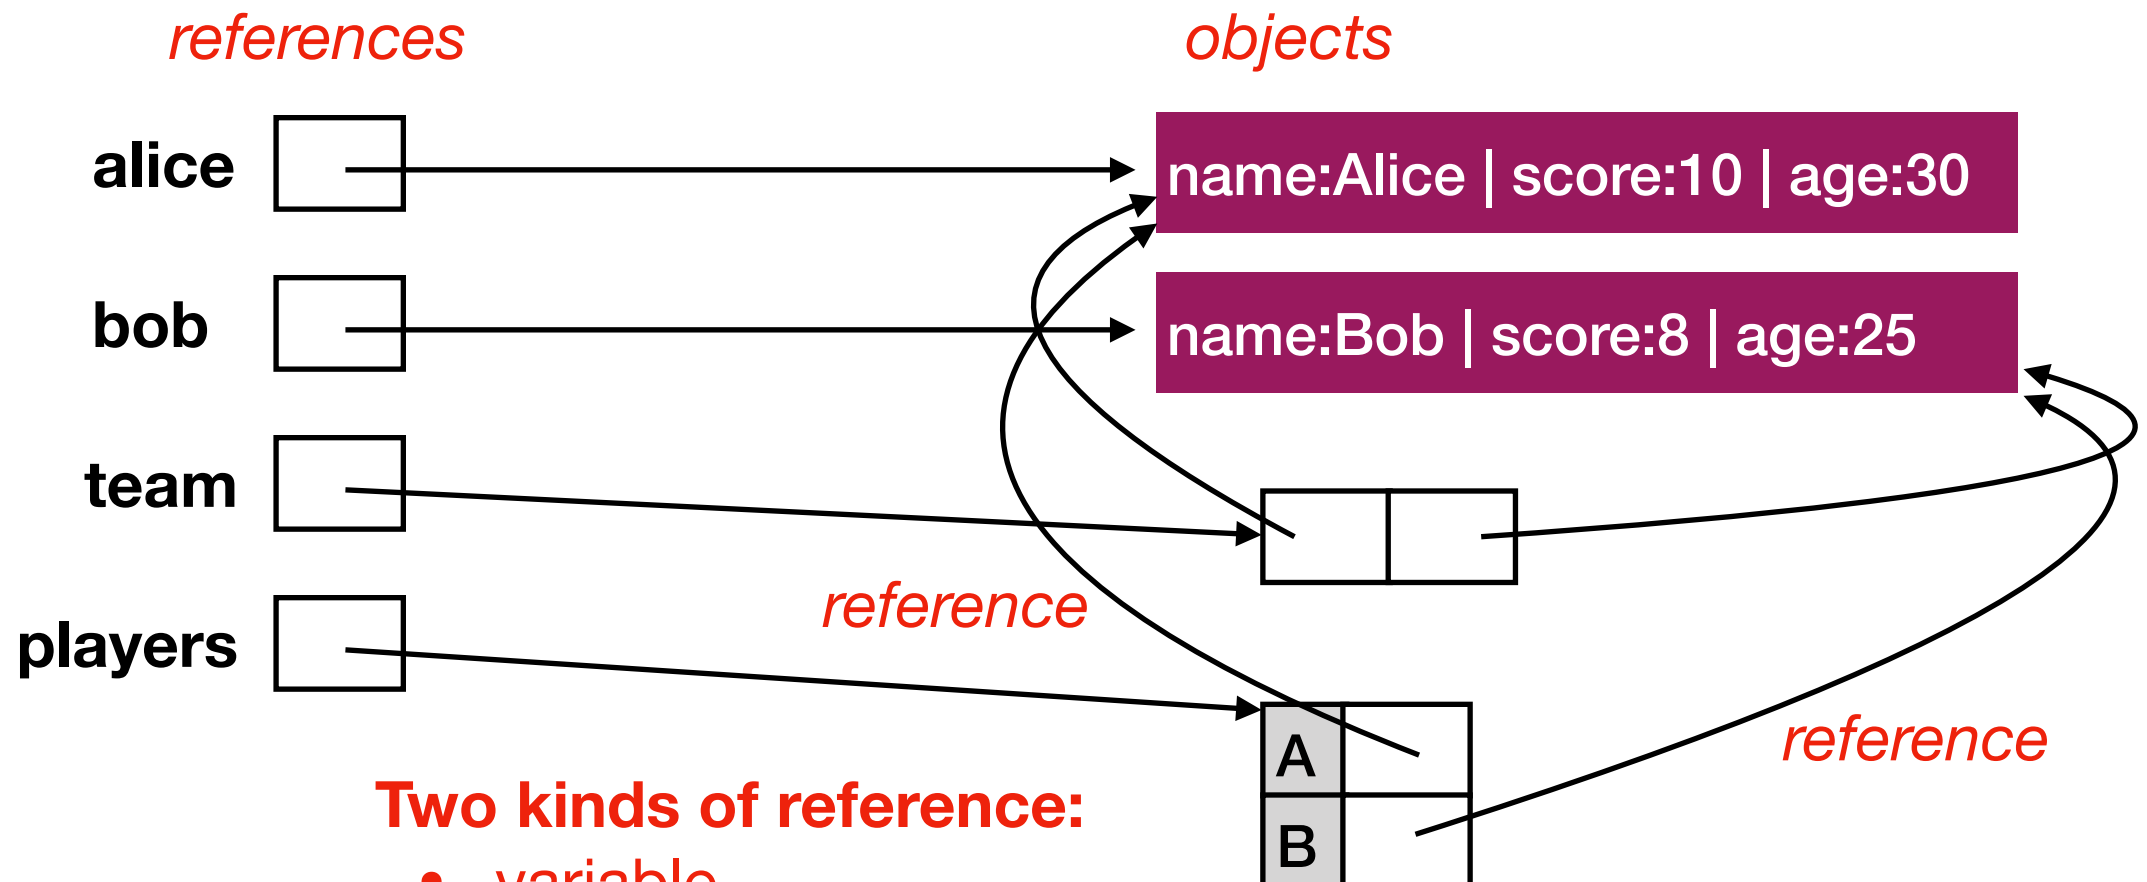 references
objects
alice
name:Alice | score:10 | age:30
bob
name:Bob | score:8 | age:25
team
reference
players
reference
A
Two kinds of reference:
B
• variable